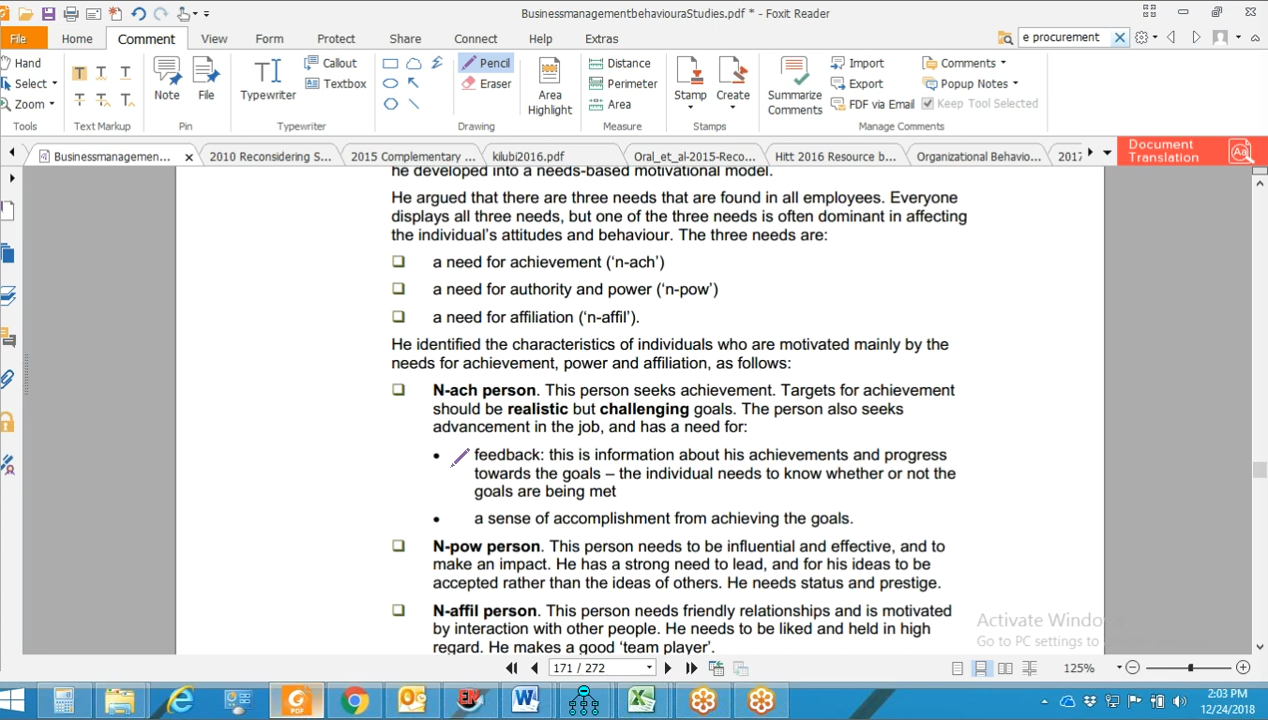 BusinessmanagementbehaviouraStudies.pdf * - Foxit Reader
File Home Comment View Form Protect Share Connect Help Extras
e procurement
Hand
Select
Zoom
Tools
Text Markup
Note
File
Pin
Typewriter
Callout
Textbox
Typewriter
Pencil
Eraser
Area
Highlight
Drawing
Distance
Perimeter
Area
Measure
Stamp
Create
Stamps
Summarize
Comments
Import
Export
FDF via Email
Comments
Popup Notes
Keep Tool Selected
Manage Comments
Businessmanagemen... 2010 Reconsidering S... 2015 Complementary ... kilubi2016.pdf Oral_et_al-2015-Reco... Hitt 2016 Resource b... Organizational Behavio... 2017
Document
Translation
he developed into a needs-based motivational model.
He argued that there are three needs that are found in all employees. Everyone
displays all three needs, but one of the three needs is often dominant in affecting
the individual's attitudes and behaviour. The three needs are:
❑ a need for achievement ('n-ach')
❑ a need for authority and power ('n-pow')
❑ a need for affiliation ('n-affil').
He identified the characteristics of individuals who are motivated mainly by the
needs for achievement, power and affiliation, as follows:
❑ N-ach person. This person seeks achievement. Targets for achievement
should be realistic but challenging goals. The person also seeks
advancement in the job, and has a need for:
• feedback: this is information about his achievements and progress
towards the goals – the individual needs to know whether or not the
goals are being met
• a sense of accomplishment from achieving the goals.
❑ N-pow person. This person needs to be influential and effective, and to
make an impact. He has a strong need to lead, and for his ideas to be
accepted rather than the ideas of others. He needs status and prestige.
❑ N-affil person. This person needs friendly relationships and is motivated
by interaction with other people. He needs to be liked and held in high
regard. He makes a good 'team player'.
Activate Windo
Go to PC settings to
171 / 272
125%
2:03 PM
12/24/2018